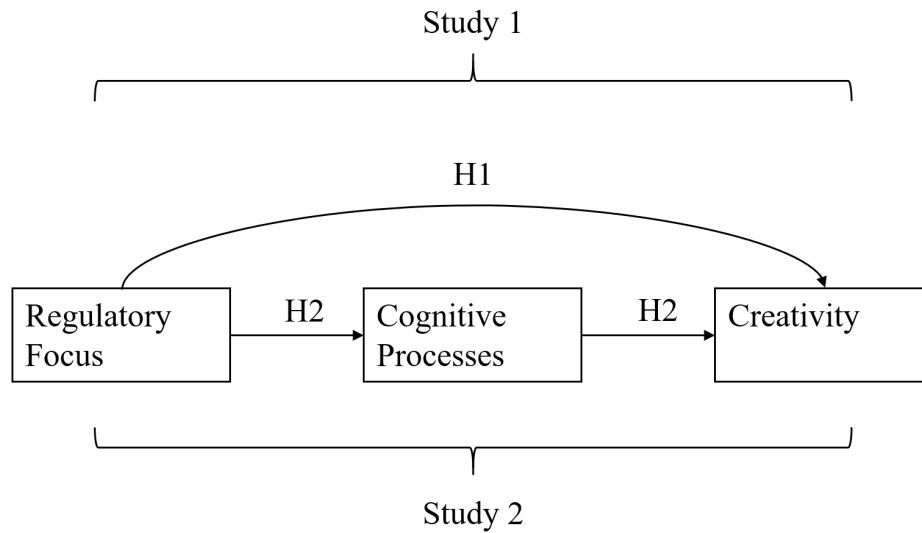 Study 1
H1
Regulatory
Focus
H2
Cognitive
Processes
H2
Creativity
Study 2